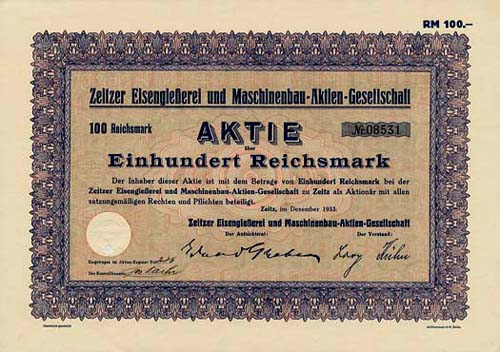 RM 100.–
Zeitzer Eisengießerei und Maschinenbau-Aktien-Gesellschaft
100 Reichsmark
AKTIE
№ 08531
über
Einhundert Reichsmark
Der Inhaber dieser Aktie ist mit dem Betrage von Einhundert Reichsmark bei der
Zeitzer Eisengießerei und Maschinenbau-Aktien-Gesellschaft zu Zeitz als Aktionär mit allen
satzungsmäßigen Rechten und Pflichten beteiligt.
Zeitz, im Dezember 1933.
Zeitzer Eisengießerei und Maschinenbau-Aktien-Gesellschaft
Der Aufsichtsrat:
Der Vorstand:
Eingetragen im Aktien-Register
Der Kontrollbeamte: